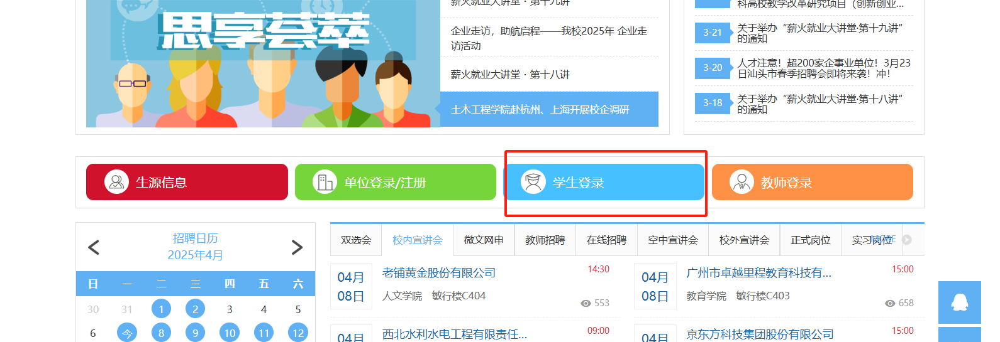 思享荟萃
薪火就业大讲堂 · 第十九讲
企业走访，助航启程——我校2025年 企业走
访活动
薪火就业大讲堂 · 第十八讲
土木工程学院赴杭州、上海开展校企调研
科高校教学改革研究项目（创新创业...
3-21
关于举办“薪火就业大讲堂·第十九讲”
的通知
3-20
人才注意！超200家企事业单位！3月23
日汕头市春季招聘会即将来袭！冲！
3-18
关于举办“薪火就业大讲堂·第十八讲”
的通知
生源信息
单位登录/注册
学生登录
教师登录
招聘日历
2025年4月
日 一 二 三 四 五 六
30 31 1 2 3 4 5
6 今 8 9 10 11 12
双选会 校内宣讲会 微文网申 教师招聘 在线招聘 空中宣讲会 校外宣讲会 正式岗位 实习岗位 MORE
04月
08日
老铺黄金股份有限公司
14:30
人文学院 敏行楼C404
553
04月
08日
广州市卓越里程教育科技有...
15:00
教育学院 敏行楼C403
658
04月
西北水利水电工程有限责任...
09:00
04月
京东方科技集团股份有限公司
15:00